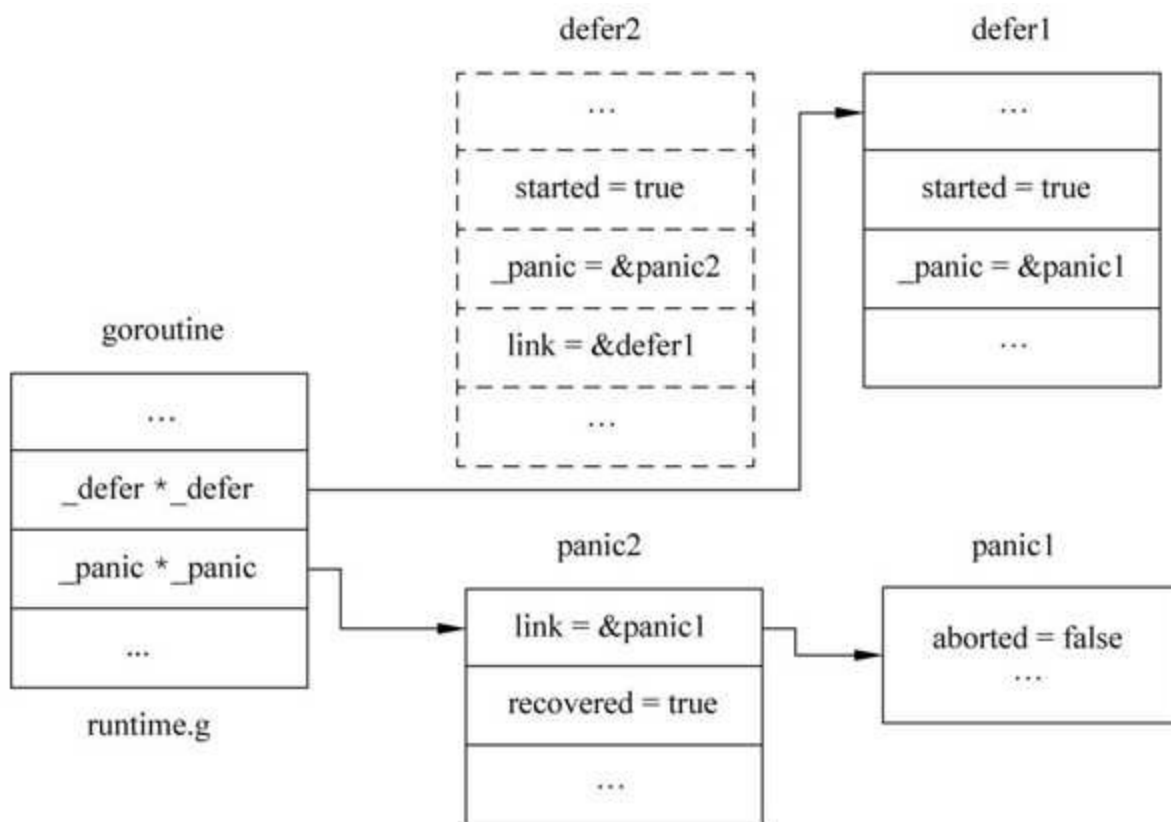 defer2
…
started = true
_panic = &panic2
link = &defer1
…
defer1
…
started = true
_panic = &panic1
…
goroutine
…
_defer *_defer
_panic *_panic
...
runtime.g
panic2
link = &panic1
recovered = true
…
panic1
aborted = false
…